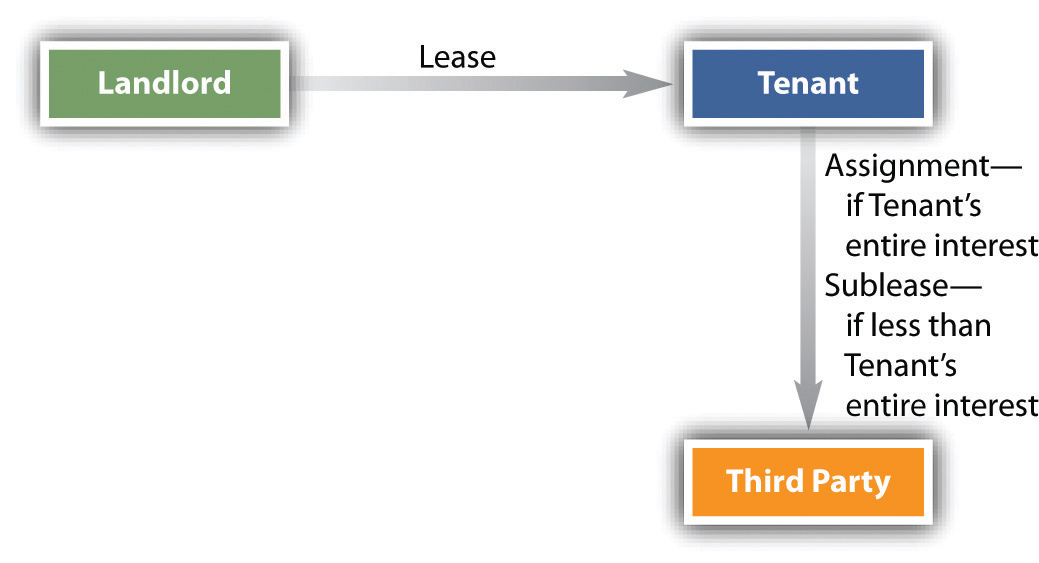 Landlord
Lease
Tenant
Assignment—
if Tenant’s
entire interest
Sublease—
if less than
Tenant’s
entire interest
Third Party